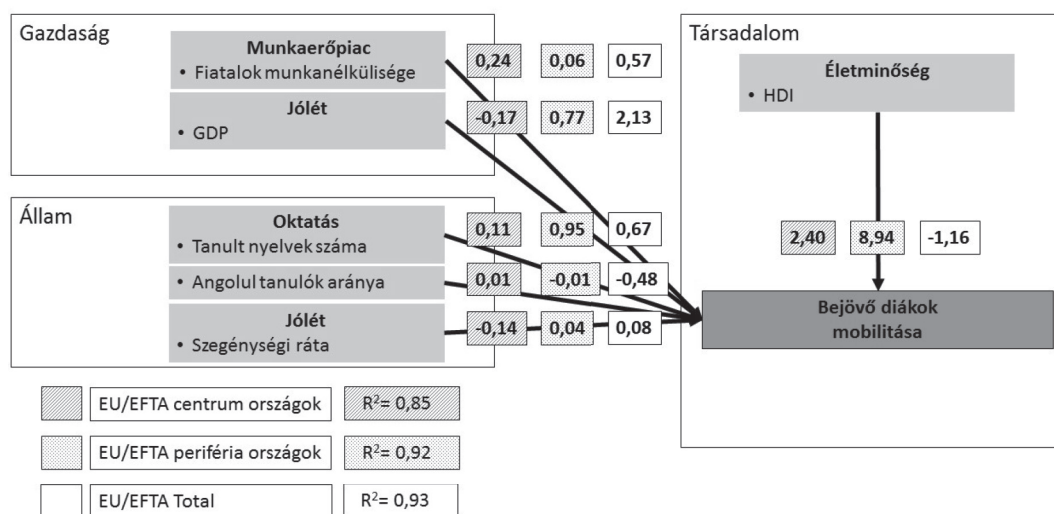 Gazdaság
Munkaerőpiac
• Fiatalok munkanélkülisége
0,24 0,06 0,57
Jólét
• GDP
-0,17 0,77 2,13
Állam
Oktatás
• Tanult nyelvek száma
0,11 0,95 0,67
• Angolul tanulók aránya
0,01 -0,01 -0,48
Jólét
• Szegénységi ráta
-0,14 0,04 0,08
Társadalom
Életminőség
• HDI
2,40 8,94 -1,16
Bejövő diákok
mobilitása
EU/EFTA centrum országok R²= 0,85
EU/EFTA periféria országok R²= 0,92
EU/EFTA Total R²= 0,93